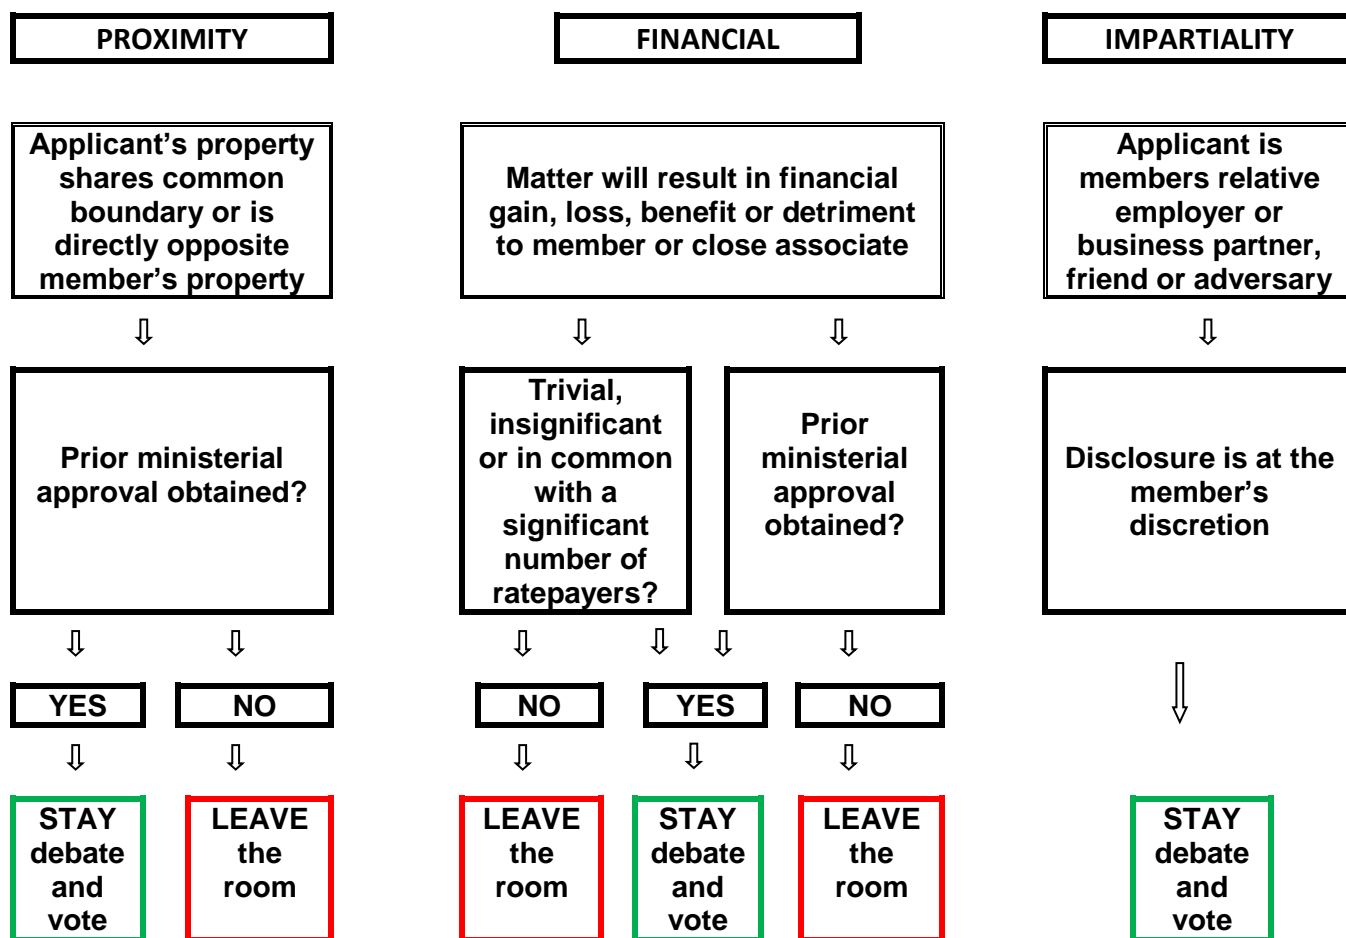 PROXIMITY
FINANCIAL
IMPARTIALITY
Applicant's property
shares common
boundary or is
directly opposite
member's property
Matter will result in financial
gain, loss, benefit or detriment
to member or close associate
Applicant is
members relative
employer or
business partner,
friend or adversary
Prior ministerial
approval obtained?
Trivial,
insignificant
or in common
with a
significant
number of
ratepayers?
Prior
ministerial
approval
obtained?
Disclosure is at the
member's
discretion
YES
NO
NO
YES
NO
STAY
debate
and
vote
LEAVE
the
room
LEAVE
the
room
STAY
debate
and
vote
LEAVE
the
room
STAY
debate
and
vote